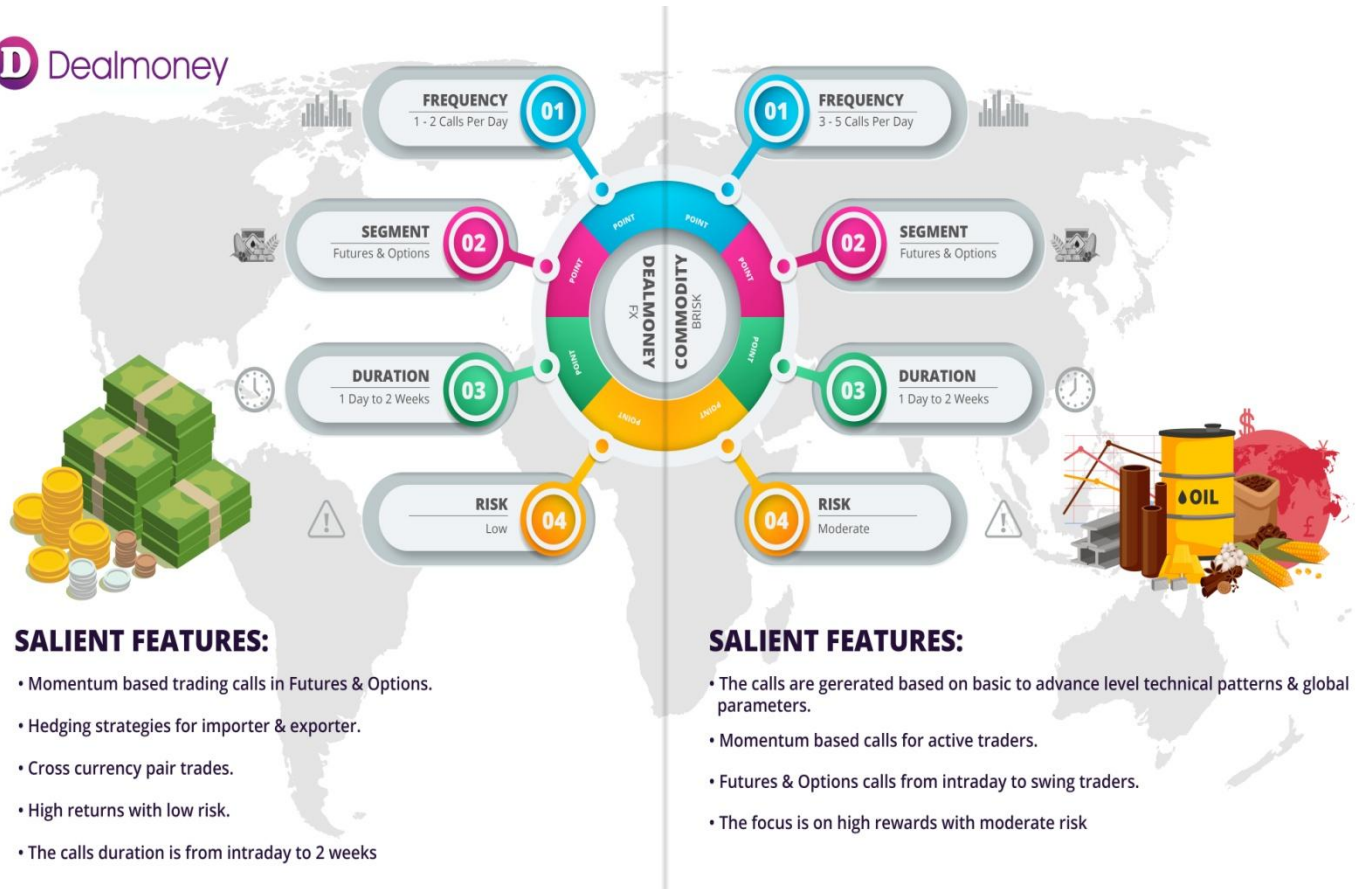 D Dealmoney
FREQUENCY
1 - 2 Calls Per Day
01
SEGMENT
Futures & Options
02
DURATION
1 Day to 2 Weeks
03
RISK
Low
04
POINT
POINT
POINT
POINT
DEALMONEY
FX
COMMODITY
BRISK
POINT
POINT
POINT
POINT
01
FREQUENCY
3 - 5 Calls Per Day
02
SEGMENT
Futures & Options
03
DURATION
1 Day to 2 Weeks
04
RISK
Moderate
$
¥
£
OIL
SALIENT FEATURES:
• Momentum based trading calls in Futures & Options.
• Hedging strategies for importer & exporter.
• Cross currency pair trades.
• High returns with low risk.
• The calls duration is from intraday to 2 weeks
SALIENT FEATURES:
• The calls are gererated based on basic to advance level technical patterns & global
parameters.
• Momentum based calls for active traders.
• Futures & Options calls from intraday to swing traders.
• The focus is on high rewards with moderate risk